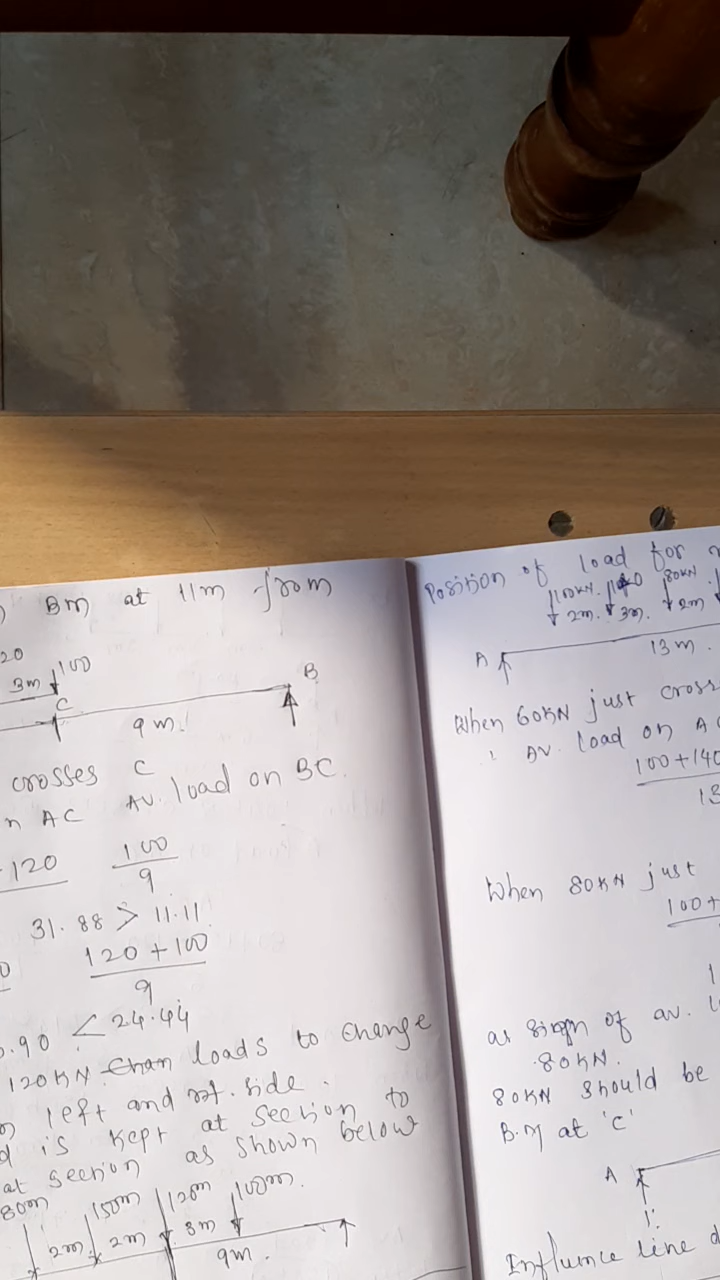 BM at 11m from
20
3m 100
C
B
9m.
crosses C
n AC AV. load on BC.
120 100
9
31.88 > 11.11
120 + 100
9
.90 < 24.44
120KN. loads to change
left and side.
is kept at section to
at section as shown below
80m 150m 120m 100m.
2m 2m 3m
9m.
Position of load for
100KN. 80KN
2m. 3m. 2m
A
13m.
When 60KN just cross
AV. load on AC
100+140
13
When 80KN just
100+
1
as sign of av.
80KN.
80KN should be
B.M at 'C'
A
1.
Influence line d